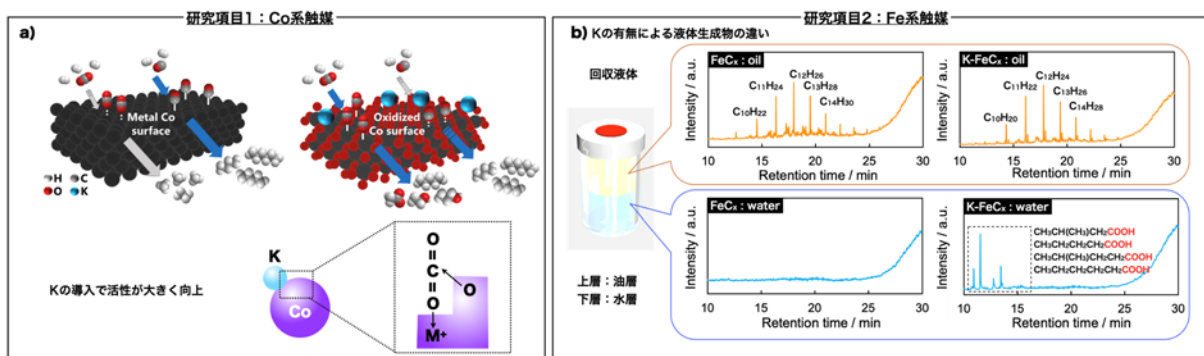 研究項目1：Co系触媒
a)
Metal Co
surface
Oxidized
Co surface
H
C
O
K
Kの導入で活性が大きく向上
K
Co
O
C
O
O
M+
研究項目2：Fe系触媒
b) Kの有無による液体生成物の違い
回収液体
上層：油層
下層：水層
FeCx : oil
C10H22
C11H24
C12H26
C13H28
C14H30
Intensity / a.u.
10 15 20 25 30
Retention time / min
K-FeCx : oil
C10H20
C11H22
C12H24
C13H26
C14H28
Intensity / a.u.
10 15 20 25 30
Retention time / min
FeCx : water
Intensity / a.u.
10 15 20 25 30
Retention time / min
K-FeCx : water
CH3CH(CH3)CH2COOH
CH3CH2CH2CH2COOH
CH3CH(CH3)CH2CH2COOH
CH3CH2CH2CH2CH2COOH
Intensity / a.u.
10 15 20 25 30
Retention time / min